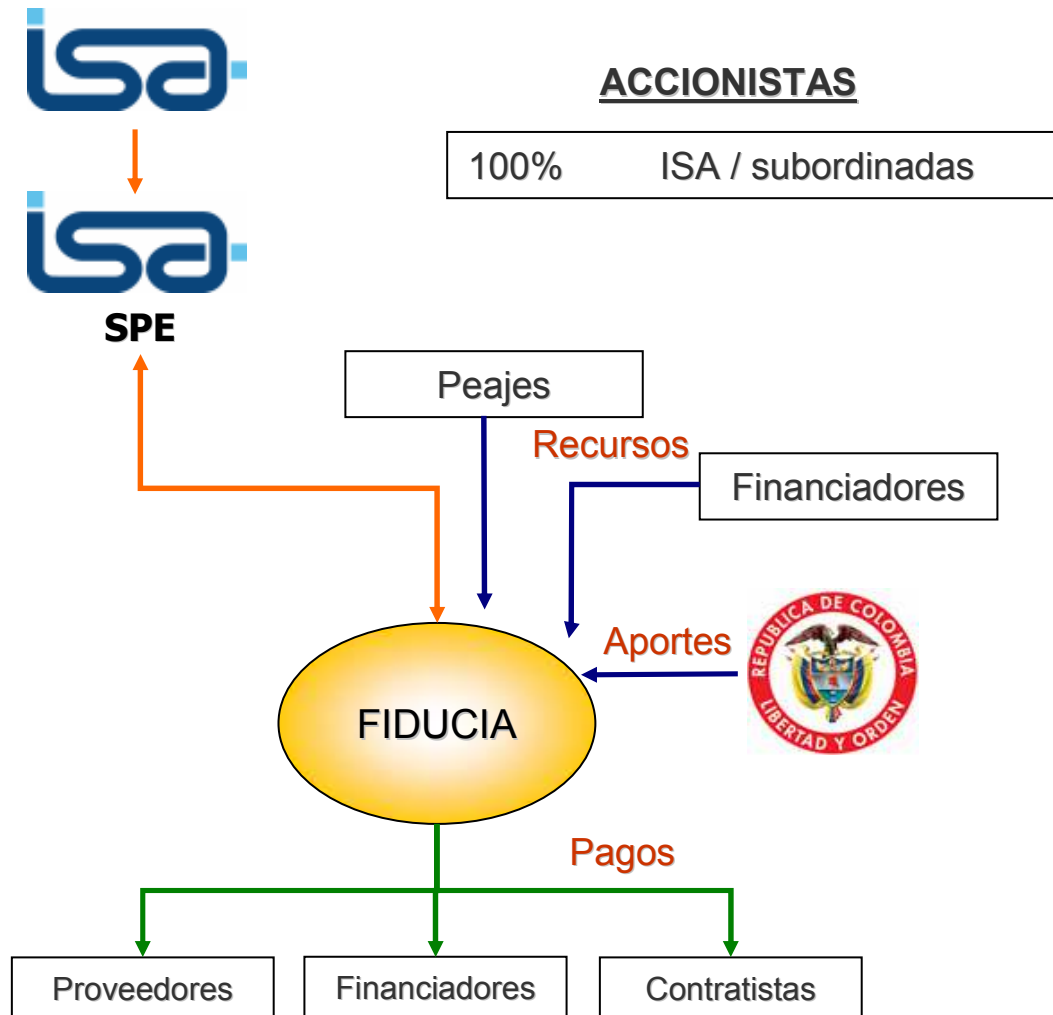 isa
ACCIONISTAS
100% ISA / subordinadas
isa
SPE
Peajes
Recursos
Financiadores
Aportes
REPUBLICA DE COLOMBIA
LIBERTAD Y ORDEN
FIDUCIA
Pagos
Proveedores
Financiadores
Contratistas